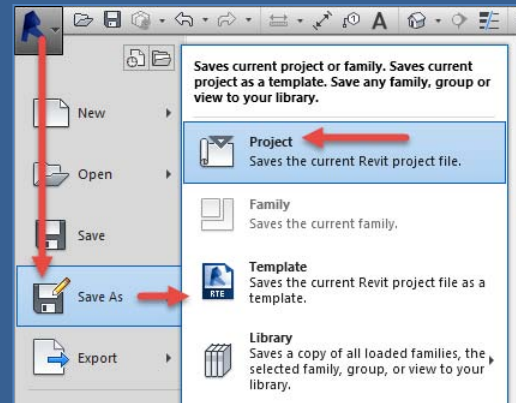 Saves current project or family. Saves current
project as a template. Save any family, group or
view to your library.
New
Open
Save
Save As
Export
Project
Saves the current Revit project file.
Family
Saves the current family.
RTE
Template
Saves the current Revit project file as a
template.
Library
Saves a copy of all loaded families, the
selected family, group, or view to your
library.